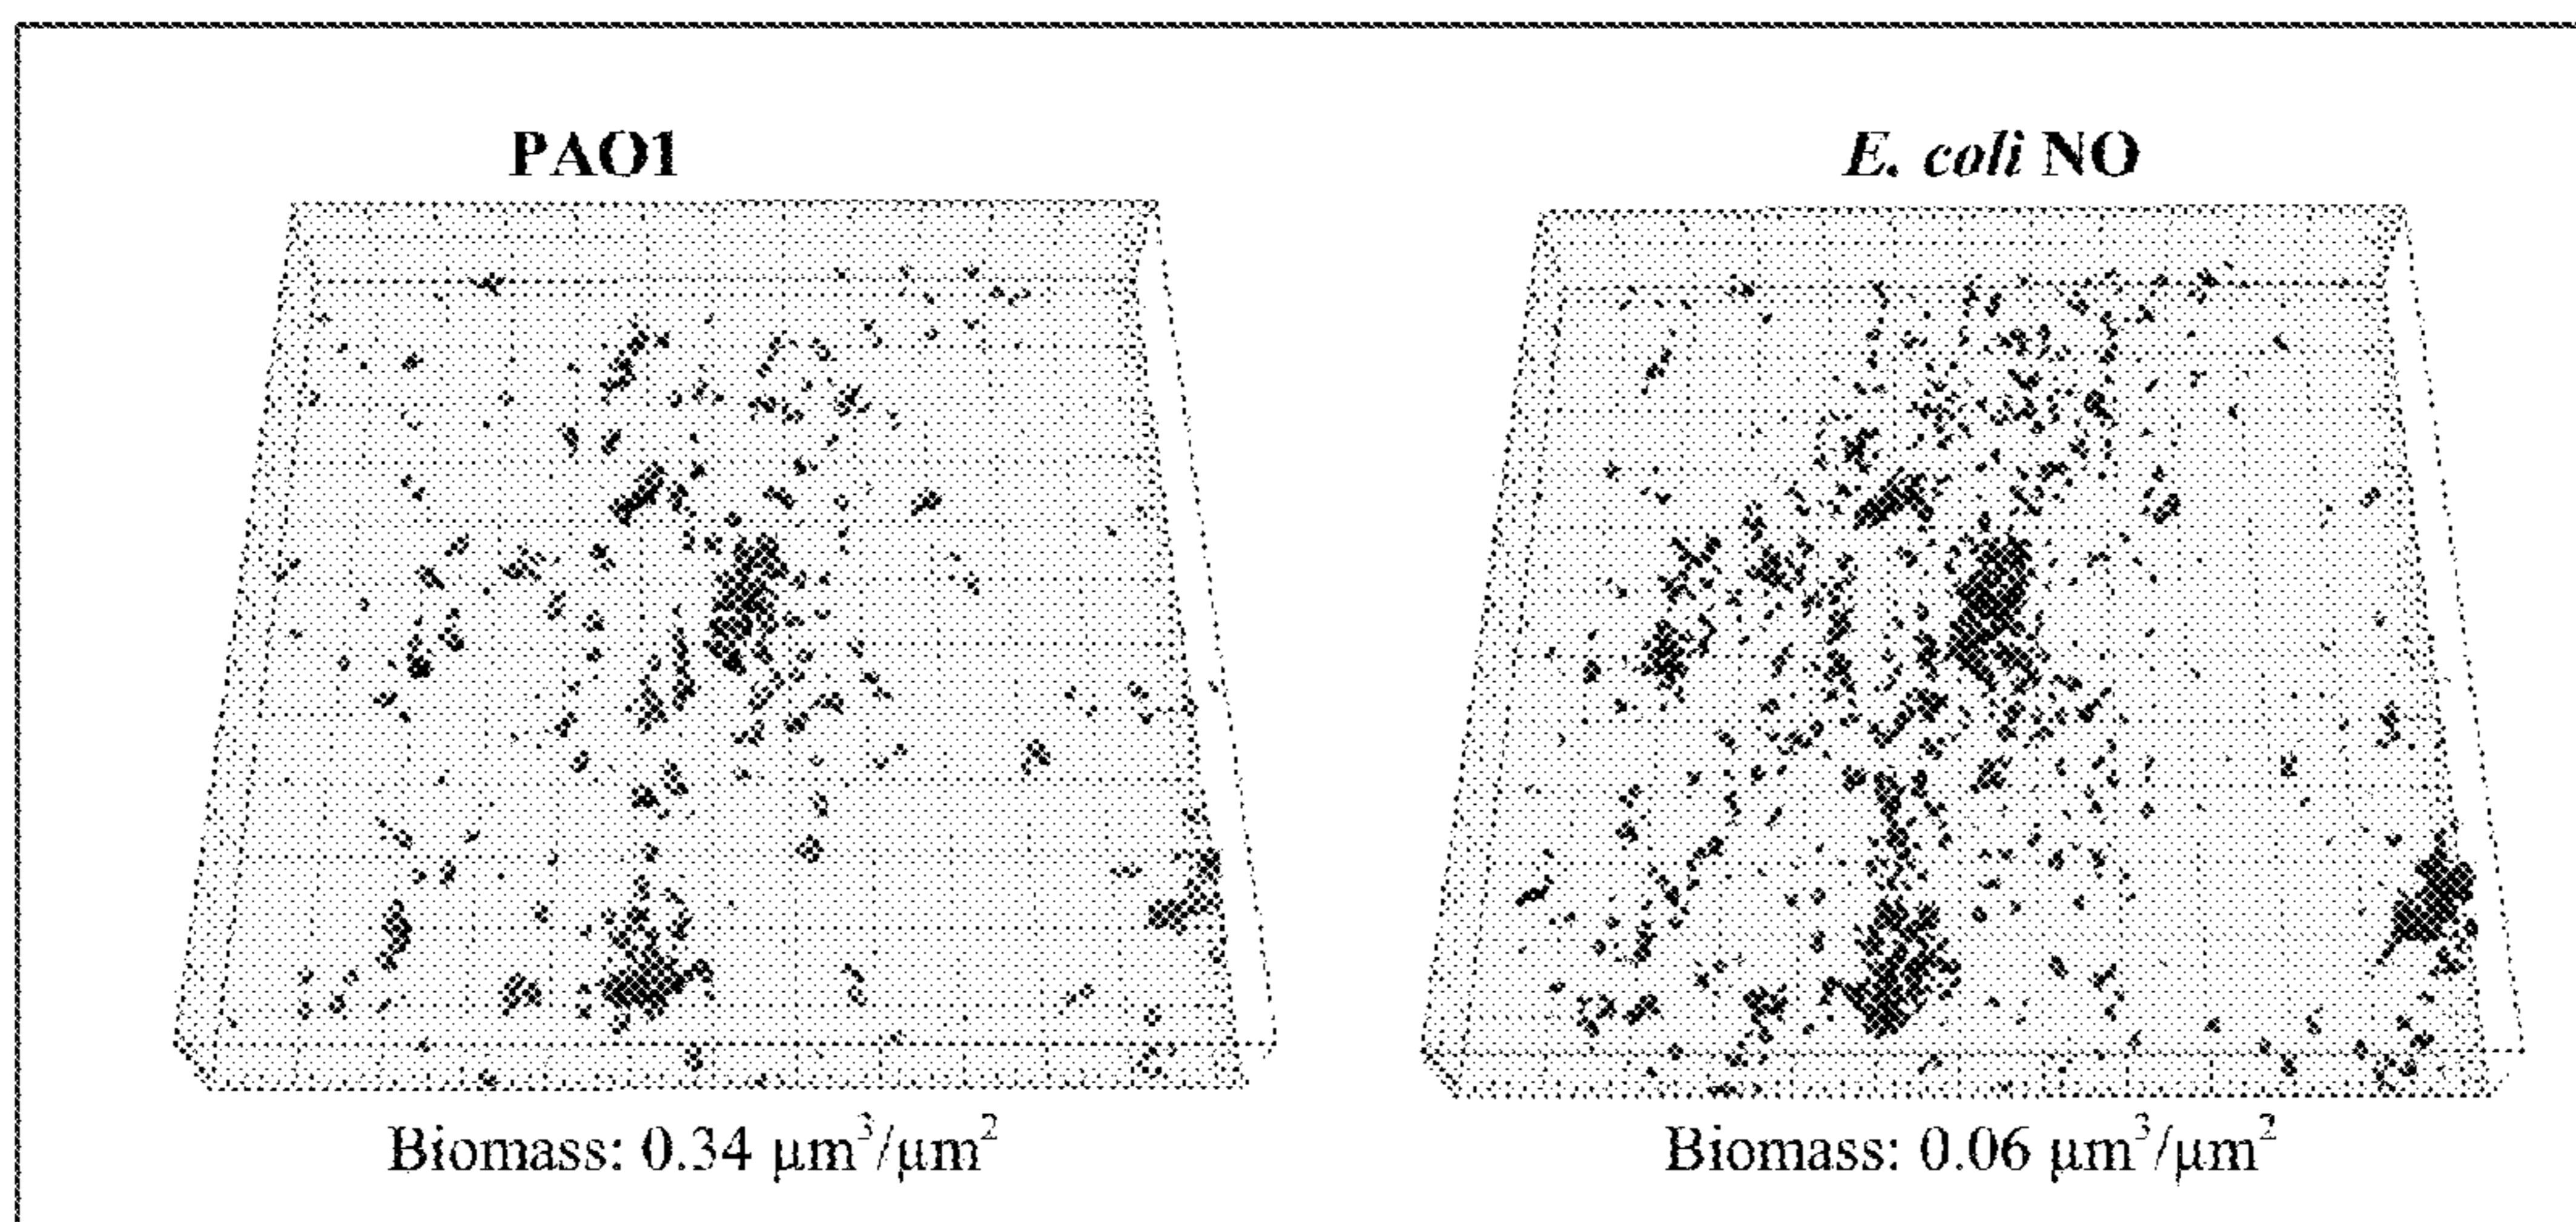 PAO1
E. coli NO
Biomass: 0.34 μm³/μm²
Biomass: 0.06 μm³/μm²